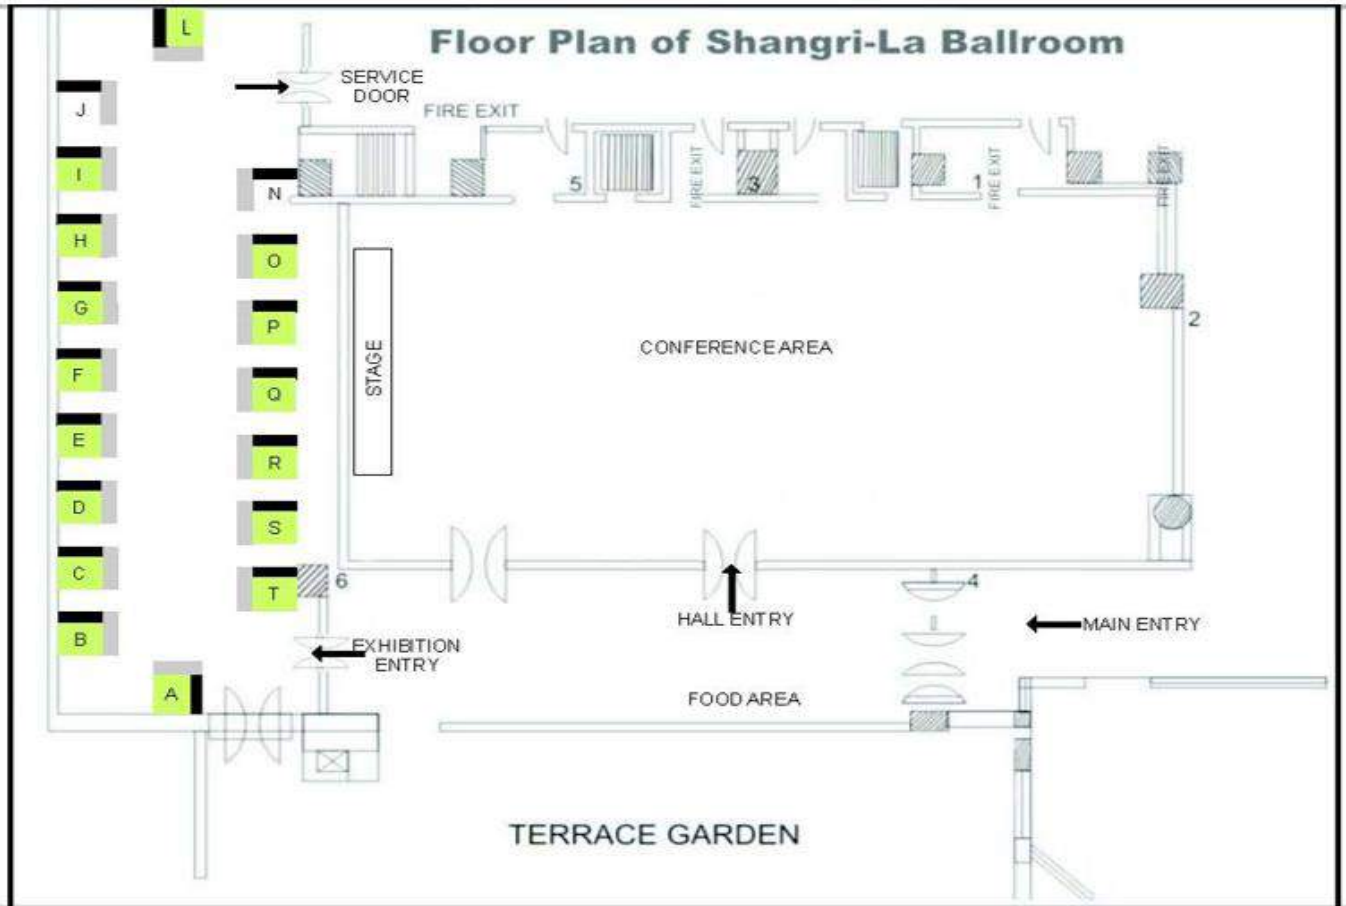 L
Floor Plan of Shangri-La Ballroom
SERVICE
DOOR
FIRE EXIT
J
I
N
5
FIRE EXIT
3
1
FIRE EXIT
FIRE EXIT
H
O
G
P
2
CONFERENCE AREA
STAGE
F
Q
E
R
D
S
C
T
6
4
HALL ENTRY
MAIN ENTRY
B
EXHIBITION
ENTRY
A
FOOD AREA
TERRACE GARDEN